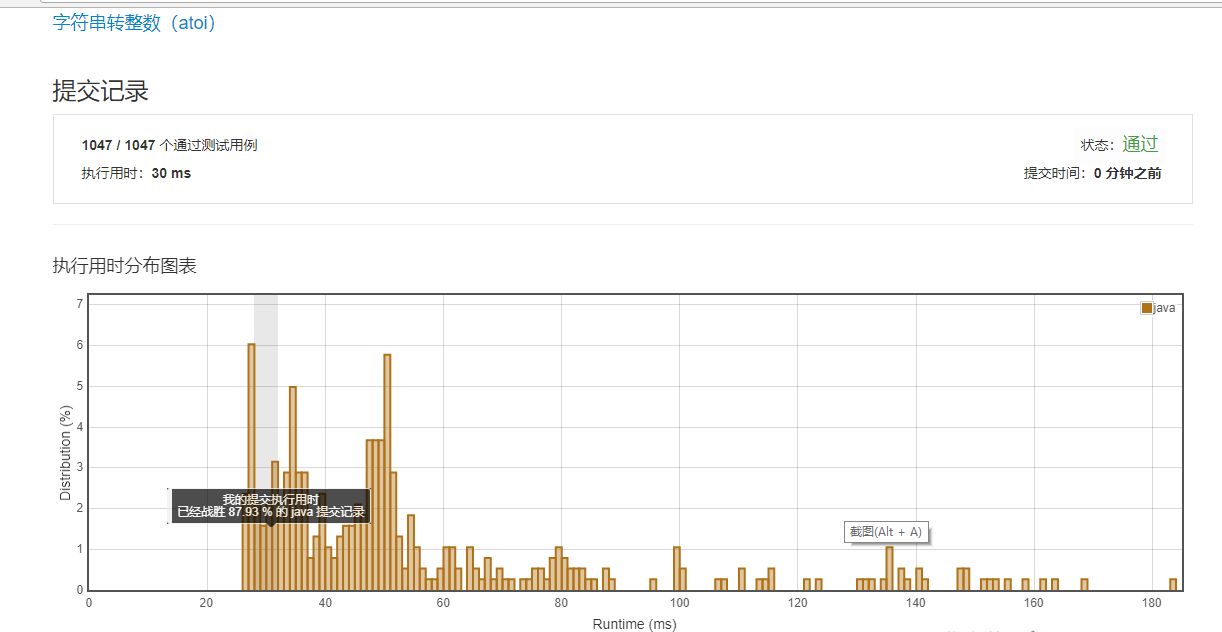 字符串转整数（atoi）
提交记录
1047 / 1047 个通过测试用例
状态：通过
执行用时：30 ms
提交时间：0 分钟之前
执行用时分布图表
java
7
6
5
4
3
2
1
0
Distribution (%)
我的提交执行用时
已经战胜 87.93 % 的 java 提交记录
截图(Alt + A)
0 20 40 60 80 100 120 140 160 180
Runtime (ms)